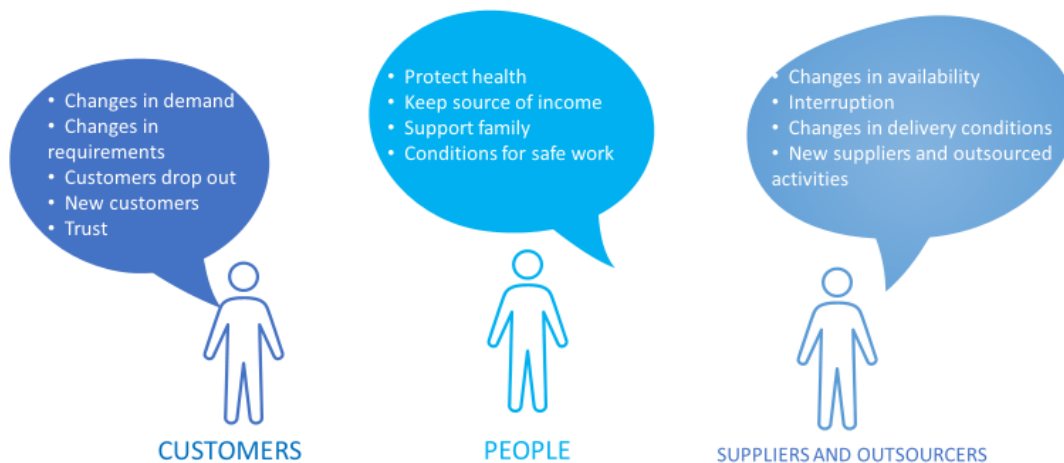 • Changes in demand
• Changes in
requirements
• Customers drop out
• New customers
• Trust
CUSTOMERS
• Protect health
• Keep source of income
• Support family
• Conditions for safe work
PEOPLE
• Changes in availability
• Interruption
• Changes in delivery conditions
• New suppliers and outsourced
activities
SUPPLIERS AND OUTSOURCERS